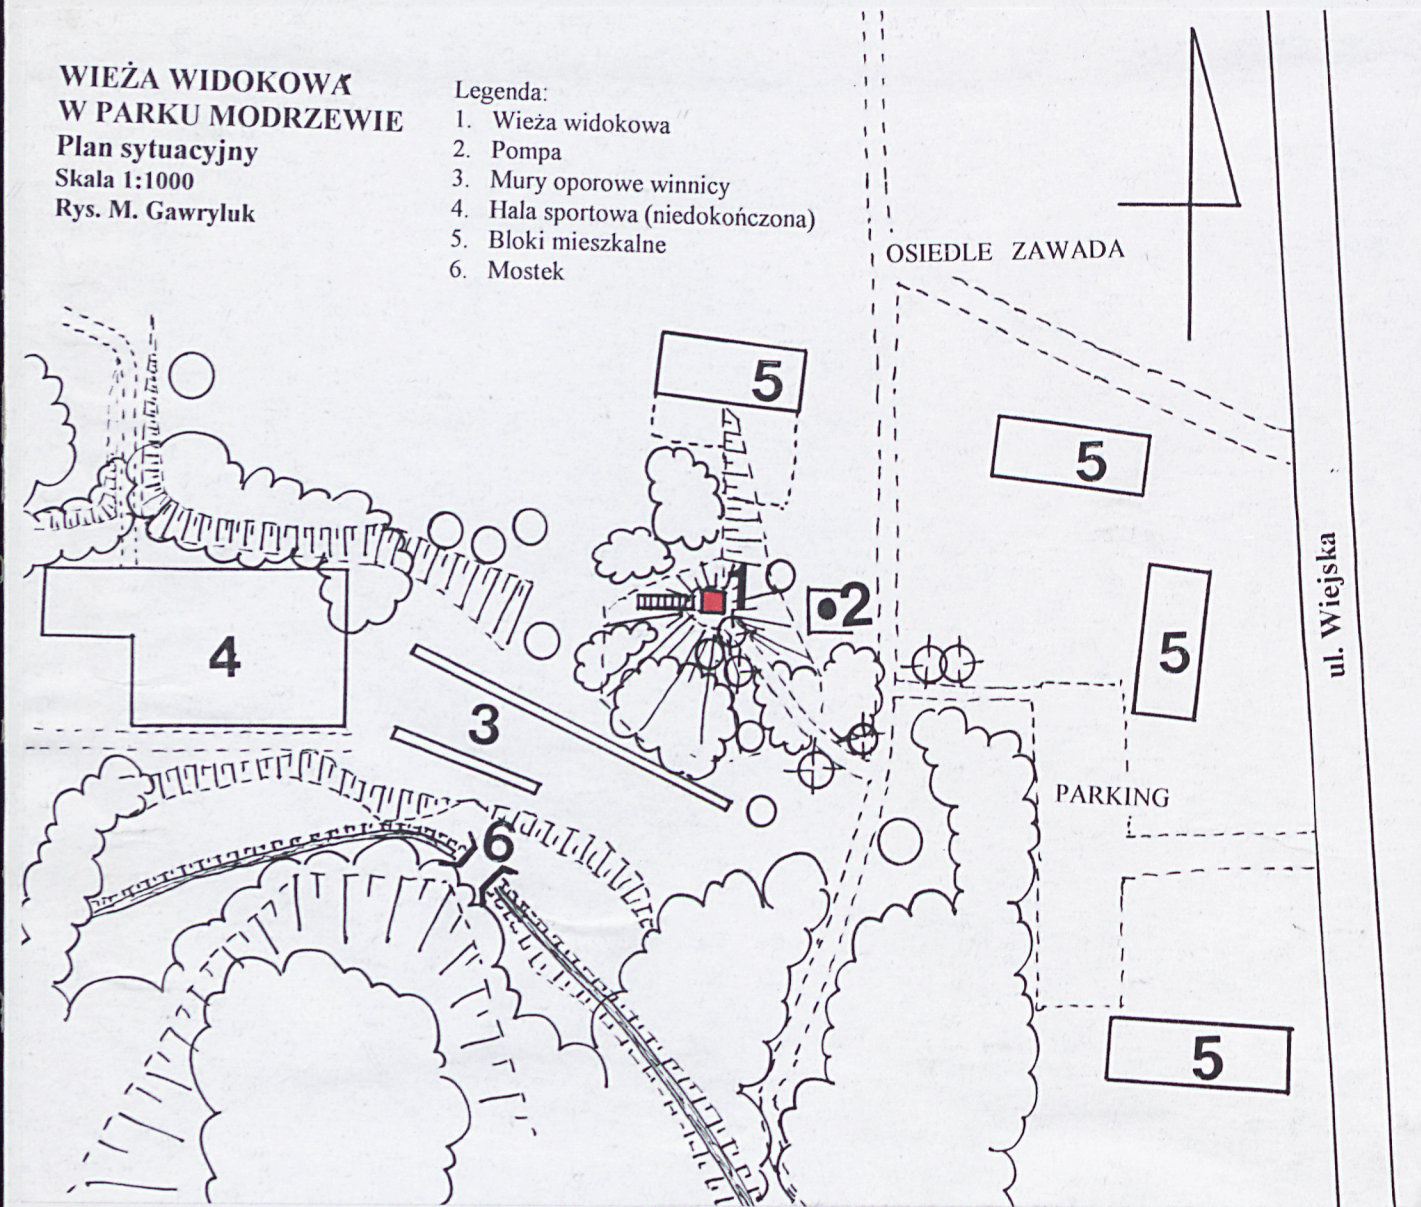 WIEŻA WIDOKOWA
W PARKU MODRZEWIE
Plan sytuacyjny
Skala 1:1000
Rys. M. Gawryluk
Legenda:
1. Wieża widokowa
2. Pompa
3. Mury oporowe winnicy
4. Hala sportowa (niedokończona)
5. Bloki mieszkalne
6. Mostek
OSIEDLE ZAWADA
5
5
1
2
ul. Wiejska
4
5
3
PARKING
6
5